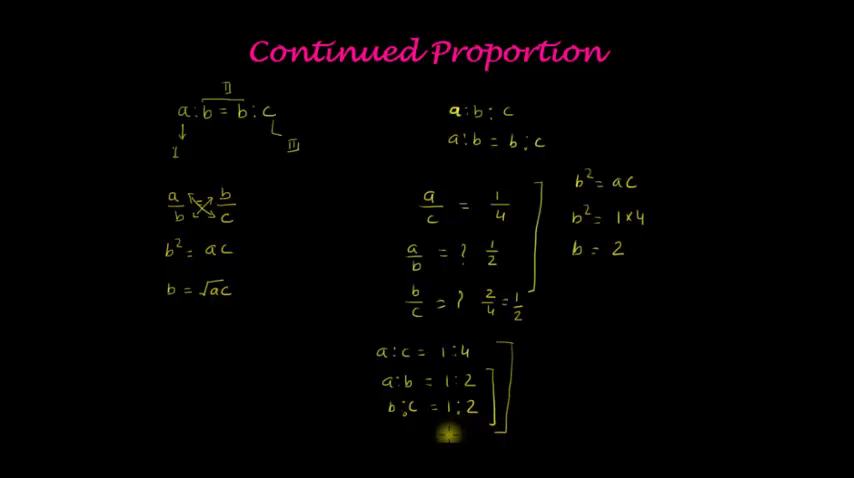 Continued Proportion
II
a : b = b : c
I
III
a/b = b/c
b² = ac
b = √ac
a : b : c
a : b = b : c
a/c = 1/4
a/b = ? 1/2
b/c = ? 2/4 = 1/2
b² = ac
b² = 1×4
b = 2
a : c = 1 : 4
a : b = 1 : 2
b : c = 1 : 2